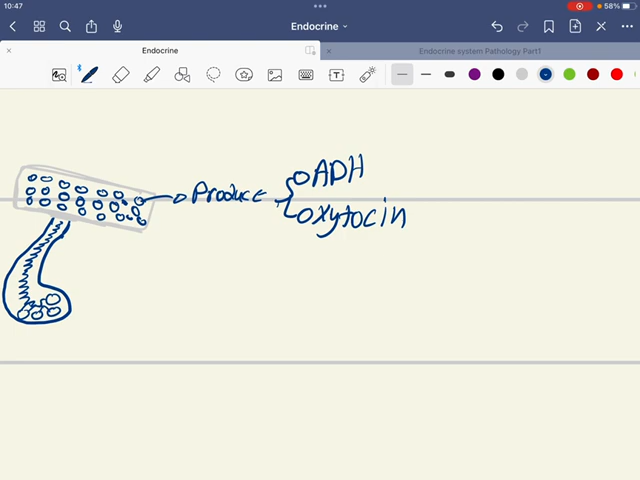 10:47
58%
Endocrine
Endocrine
Endocrine system Pathology Part1
T
ADH
Produce
Oxytocin